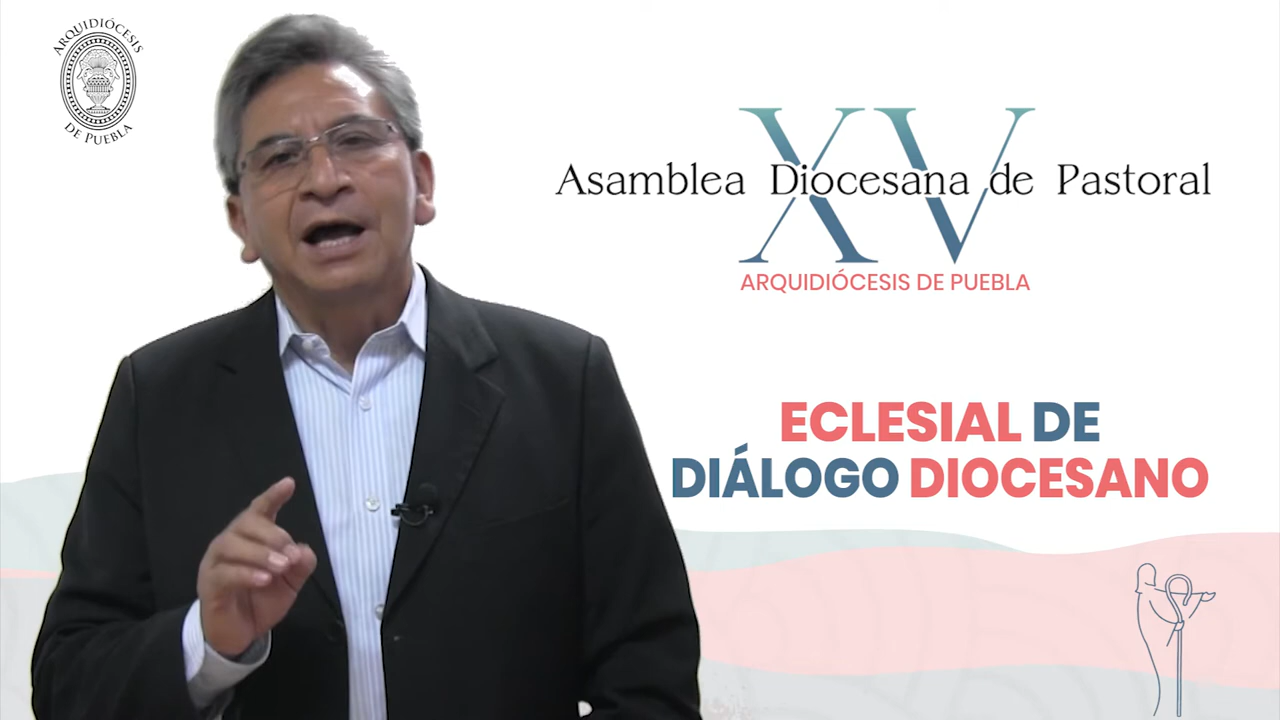 ARQUIDIÓCESIS
DE PUEBLA
XV
Asamblea Diocesana de Pastoral
ARQUIDIÓCESIS DE PUEBLA
ECLESIAL DE
DIÁLOGO DIOCESANO